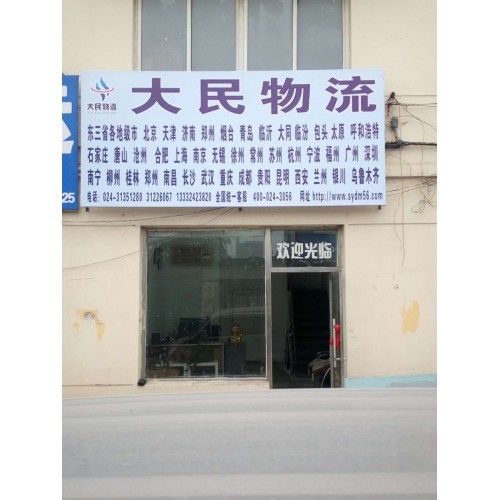 大民物流
大民物流
东三省各地级市 北京 天津 济南 郑州 烟台 青岛 临沂 大同 临汾 包头 太原 呼和浩特
石家庄 唐山 沧州 合肥 上海 南京 无锡 徐州 常州 苏州 杭州 宁波 福州 广州 深圳
南宁 柳州 桂林 郑州 南昌 长沙 武汉 重庆 成都 贵阳 昆明 西安 兰州 银川 乌鲁木齐
电话：024-31351280 31226067 13332423820 全国统一客服 400-024-3056 网址 http://www.sydm56.com
25
欢迎光临